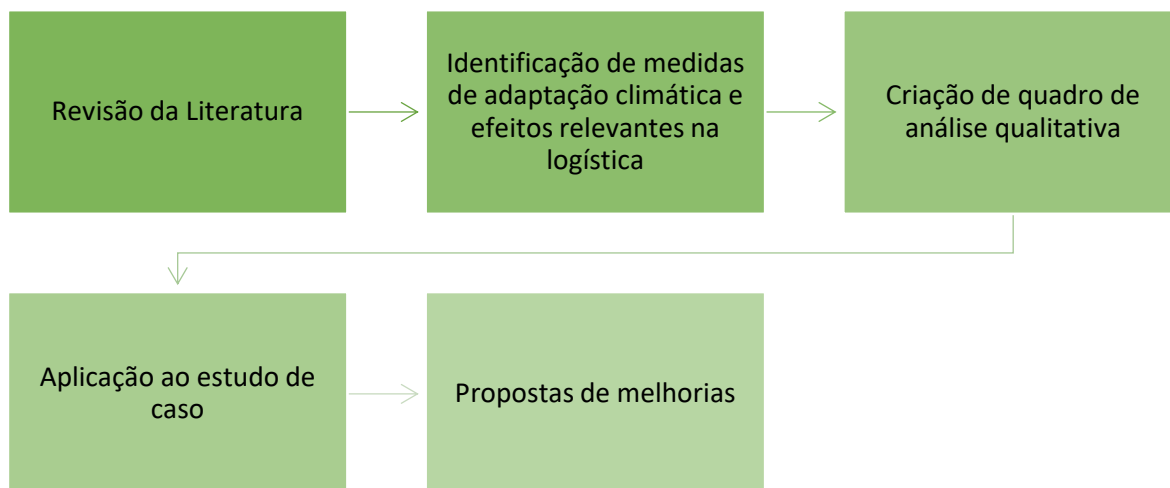 Revisão da Literatura
Identificação de medidas
de adaptação climática e
efeitos relevantes na
logística
Criação de quadro de
análise qualitativa
Aplicação ao estudo de
caso
Propostas de melhorias